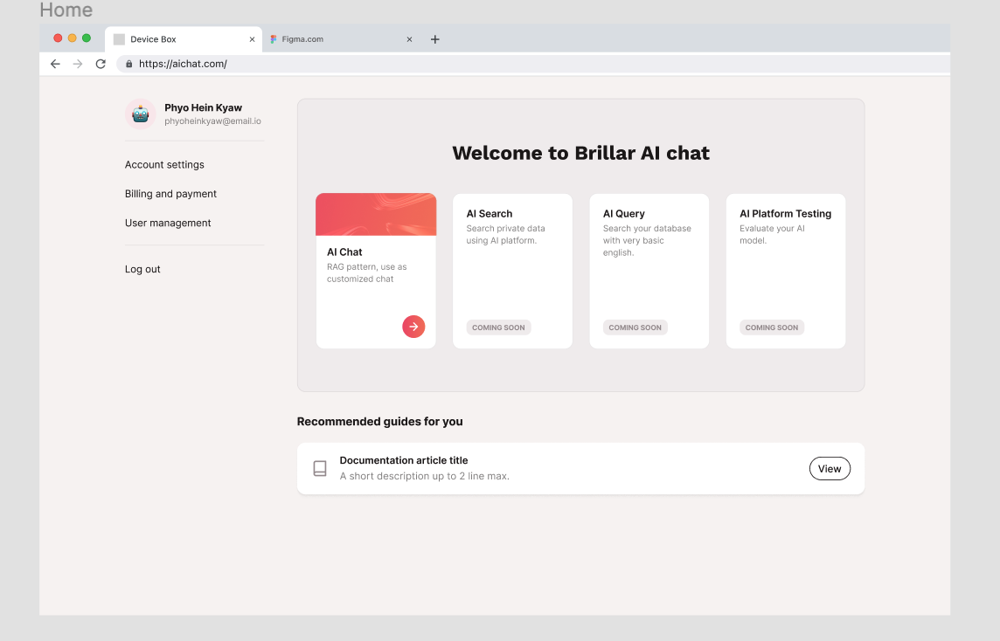 Home
Device Box
Figma.com
https://aichat.com/
Phyo Hein Kyaw
phyoheinkyaw@email.io
Account settings
Billing and payment
User management
Log out
Welcome to Brillar AI chat
AI Chat
RAG pattern, use as
customized chat
AI Search
Search private data
using AI platform.
COMING SOON
AI Query
Search your database
with very basic
english.
COMING SOON
AI Platform Testing
Evaluate your AI
model.
COMING SOON
Recommended guides for you
Documentation article title
A short description up to 2 line max.
View